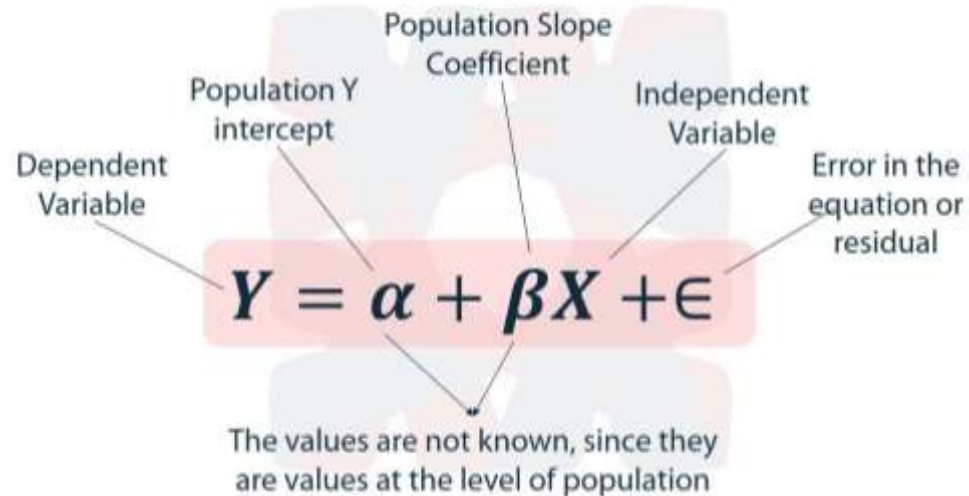 Population Slope
Coefficient
Population Y
intercept
Independent
Variable
Dependent
Variable
Error in the
equation or
residual
Y = α + βX +∈
The values are not known, since they
are values at the level of population